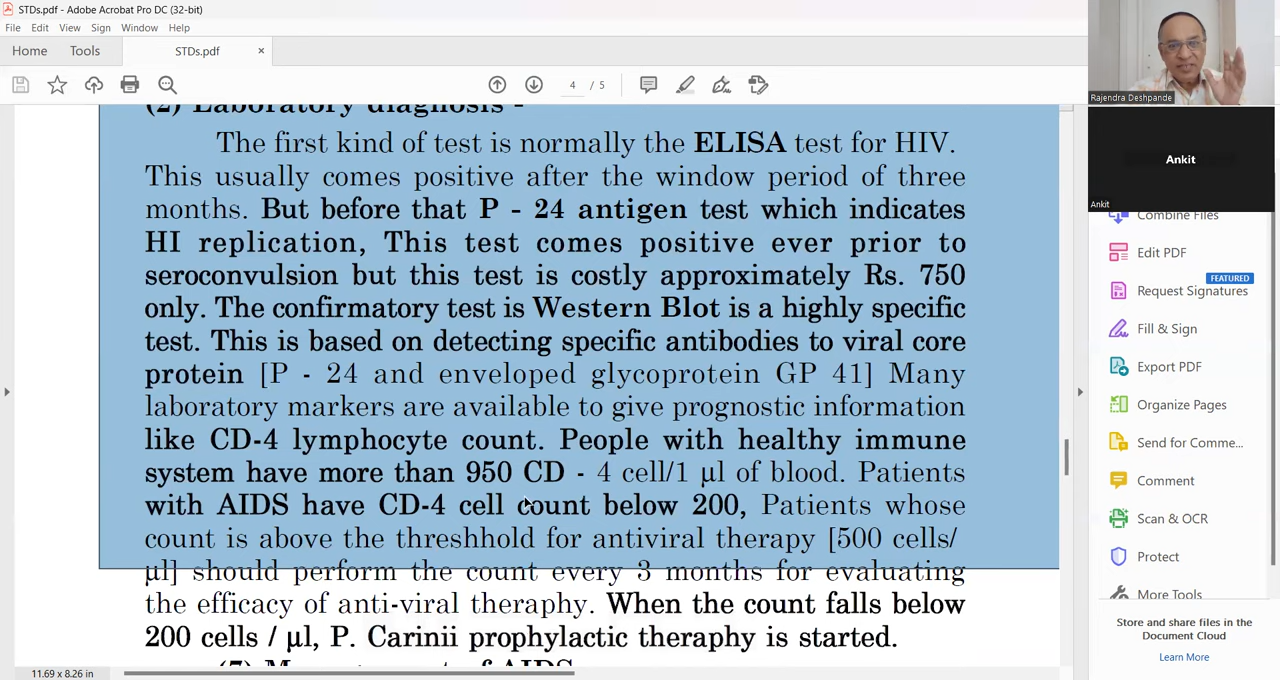 STDs.pdf - Adobe Acrobat Pro DC (32-bit)
File Edit View Sign Window Help
Home Tools STDs.pdf ×
4 / 5
(2) Laboratory diagnosis -
The first kind of test is normally the ELISA test for HIV.
This usually comes positive after the window period of three
months. But before that P - 24 antigen test which indicates
HI replication, This test comes positive ever prior to
seroconvulsion but this test is costly approximately Rs. 750
only. The confirmatory test is Western Blot is a highly specific
test. This is based on detecting specific antibodies to viral core
protein [P - 24 and enveloped glycoprotein GP 41] Many
laboratory markers are available to give prognostic information
like CD-4 lymphocyte count. People with healthy immune
system have more than 950 CD - 4 cell/1 µl of blood. Patients
with AIDS have CD-4 cell count below 200, Patients whose
count is above the threshhold for antiviral therapy [500 cells/
µl] should perform the count every 3 months for evaluating
the efficacy of anti-viral theraphy. When the count falls below
200 cells / µl, P. Carinii prophylactic theraphy is started.
11.69 x 8.26 in
Rajendra Deshpande
Ankit
Ankit
Combine Files
Edit PDF
FEATURED
Request Signatures
Fill & Sign
Export PDF
Organize Pages
Send for Comme...
Comment
Scan & OCR
Protect
More Tools
Store and share files in the
Document Cloud
Learn More